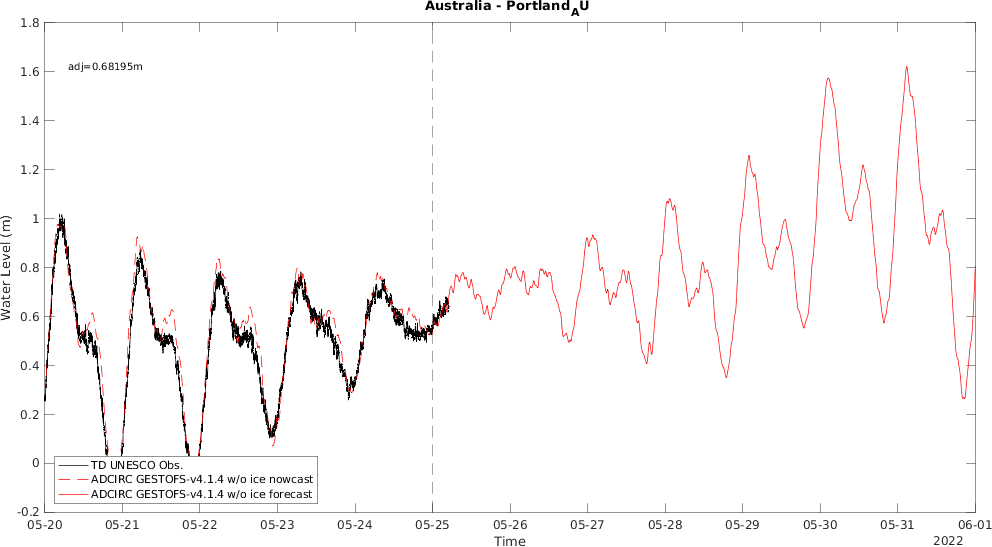 Australia - Portland_AU
adj=0.68195m
Water Level (m)
1.8
1.6
1.4
1.2
1
0.8
0.6
0.4
0.2
0
-0.2
TD UNESCO Obs.
ADCIRC GESTOFS-v4.1.4 w/o ice nowcast
ADCIRC GESTOFS-v4.1.4 w/o ice forecast
05-20 05-21 05-22 05-23 05-24 05-25 05-26 05-27 05-28 05-29 05-30 05-31 06-01
Time
2022